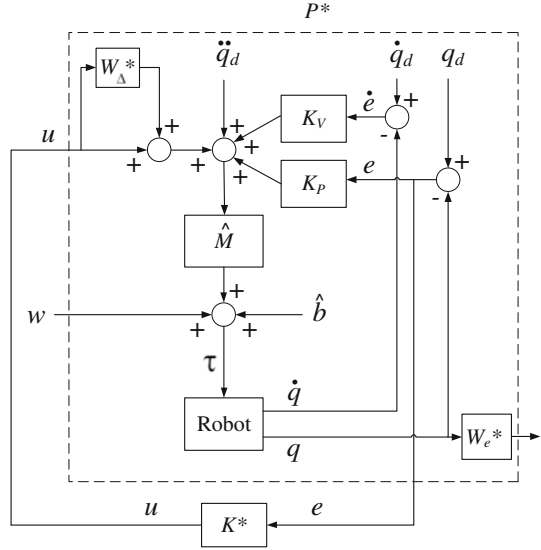 P*
W_Δ*
q̈_d
q̇_d
q_d
+
+
-
ė
K_V
u
+
+
+
+
+
+
e
K_P
-
M̂
+
w
+
+
b̂
τ
q̇
Robot
q
W_e*
u
K*
e